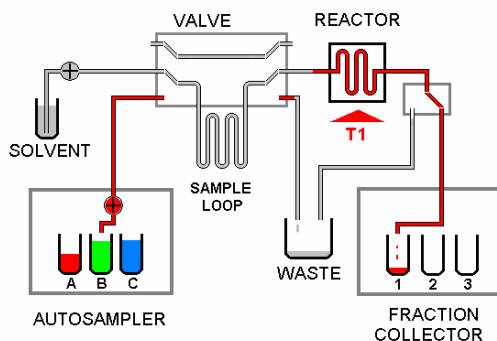 VALVE
REACTOR
SOLVENT
T1
SAMPLE
LOOP
A B C
WASTE
1 2 3
AUTOSAMPLER
FRACTION
COLLECTOR